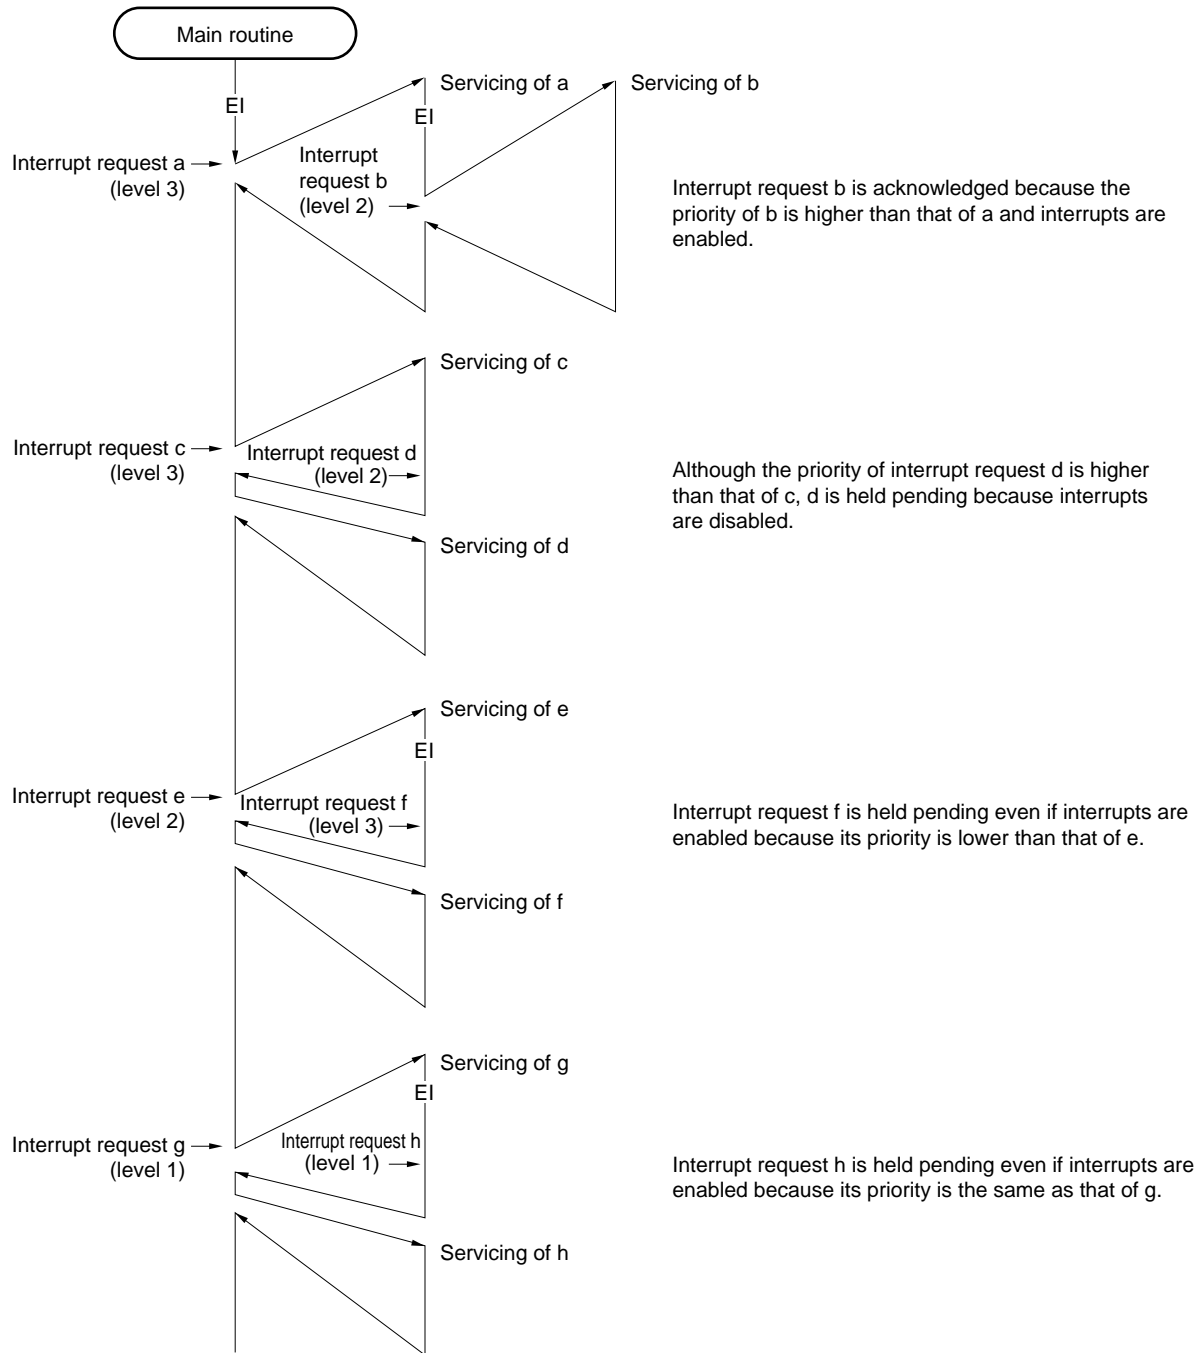 Main routine
EI
Servicing of a
EI
Servicing of b
Interrupt request a
(level 3)
Interrupt
request b
(level 2)
Interrupt request b is acknowledged because the
priority of b is higher than that of a and interrupts are
enabled.
Servicing of c
Interrupt request c
(level 3)
Interrupt request d
(level 2)
Although the priority of interrupt request d is higher
than that of c, d is held pending because interrupts
are disabled.
Servicing of d
Servicing of e
EI
Interrupt request e
(level 2)
Interrupt request f
(level 3)
Interrupt request f is held pending even if interrupts are
enabled because its priority is lower than that of e.
Servicing of f
Servicing of g
EI
Interrupt request g
(level 1)
Interrupt request h
(level 1)
Interrupt request h is held pending even if interrupts are
enabled because its priority is the same as that of g.
Servicing of h